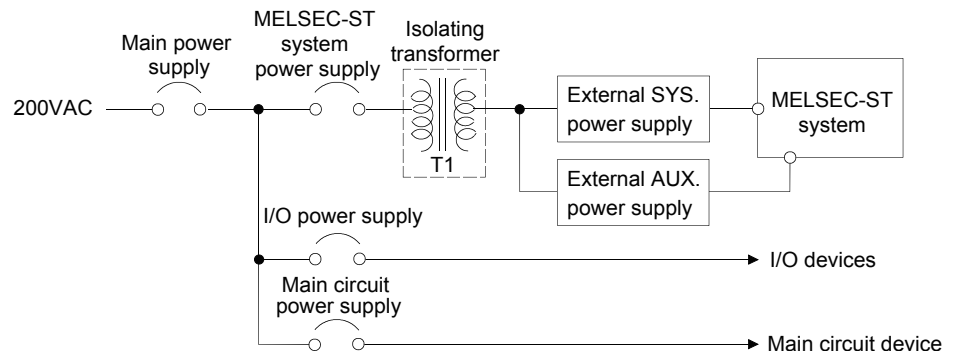 200VAC
Main power
supply
MELSEC-ST
system
power supply
Isolating
transformer
T1
External SYS.
power supply
MELSEC-ST
system
External AUX.
power supply
I/O power supply
I/O devices
Main circuit
power supply
Main circuit device